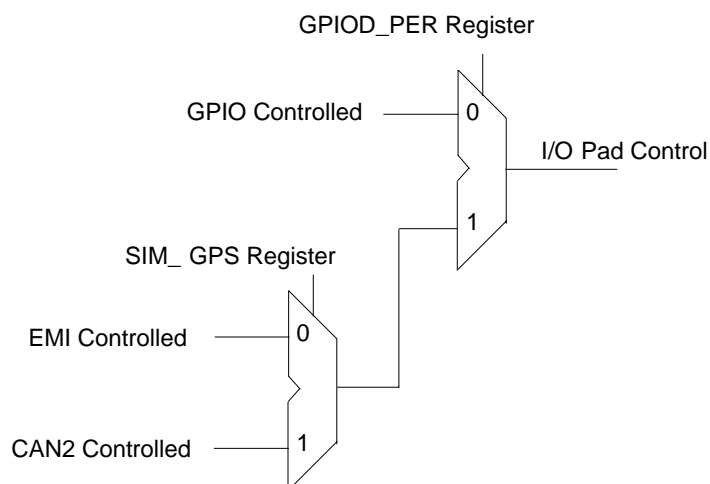 GPIOD_PER Register
GPIO Controlled
0
I/O Pad Control
1
SIM_ GPS Register
EMI Controlled
0
CAN2 Controlled
1